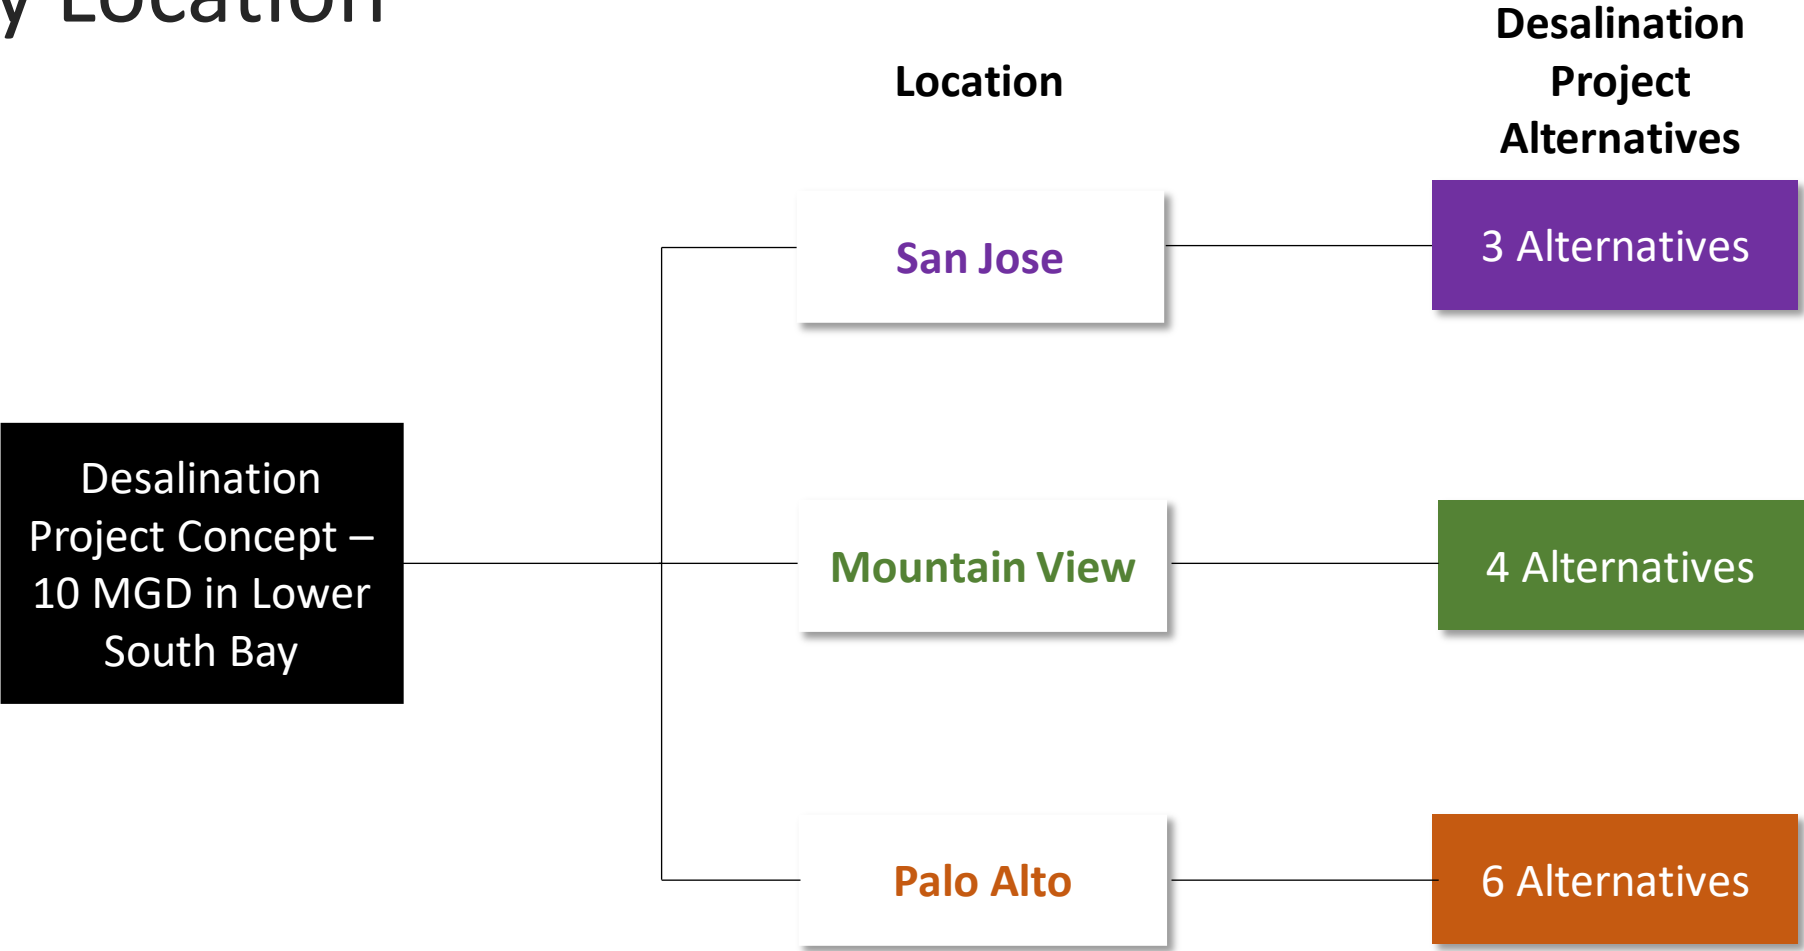 y Location
Location
Desalination
Project
Alternatives
San Jose
3 Alternatives
Desalination
Project Concept –
10 MGD in Lower
South Bay
Mountain View
4 Alternatives
Palo Alto
6 Alternatives